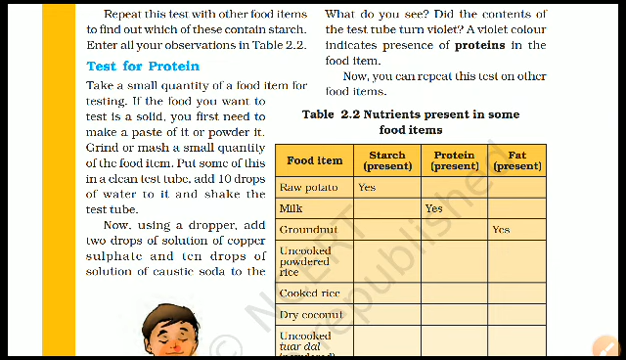 Repeat this test with other food items
to find out which of these contain starch.
Enter all your observations in Table 2.2.
Test for Protein
Take a small quantity of a food item for
testing. If the food you want to
test is a solid, you first need to
make a paste of it or powder it.
Grind or mash a small quantity
of the food item. Put some of this
in a clean test tube, add 10 drops
of water to it and shake the
test tube.
Now, using a dropper, add
two drops of solution of copper
sulphate and ten drops of
solution of caustic soda to the
What do you see? Did the contents of
the test tube turn violet? A violet colour
indicates presence of proteins in the
food item.
Now, you can repeat this test on other
food items.
Table 2.2 Nutrients present in some
food items
Food item Starch (present) Protein (present) Fat (present)
Raw potato Yes
Milk Yes
Groundnut Yes
Uncooked
powdered
rice
Cooked rice
Dry coconut
Uncooked
tuar dal
(powdered)
© NCERT
republished